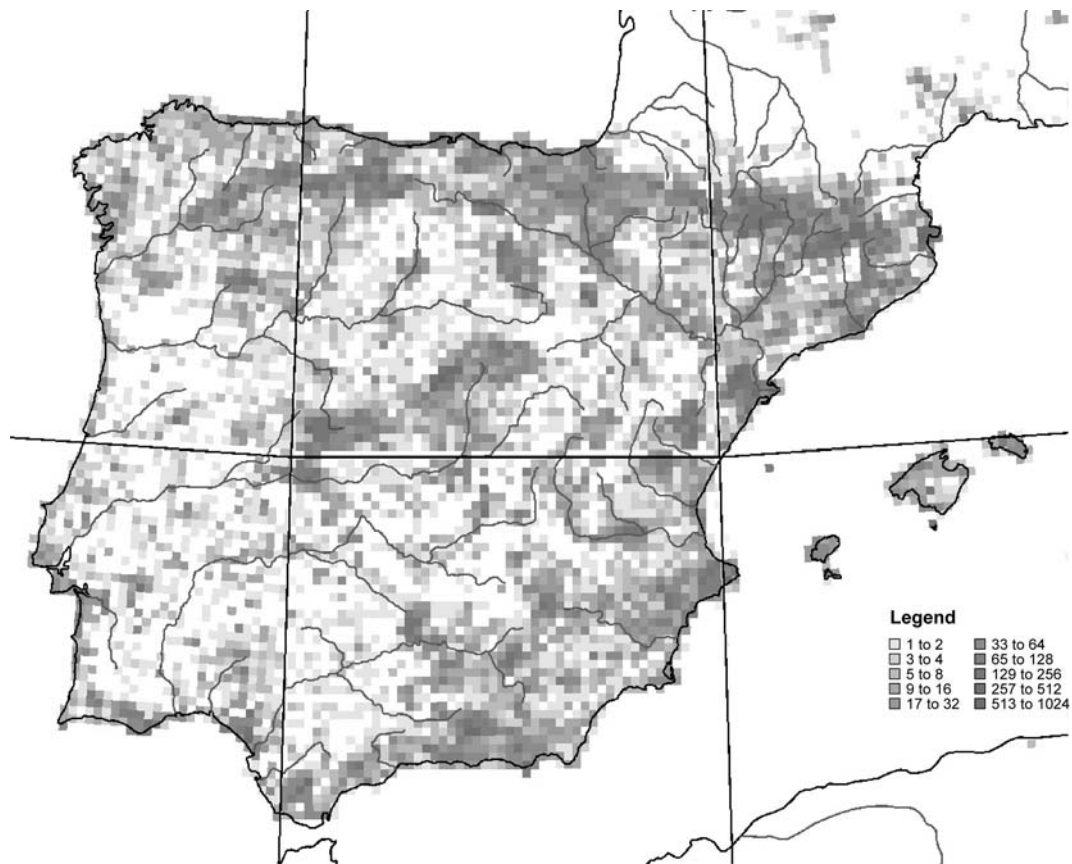 Legend
1 to 2
3 to 4
5 to 8
9 to 16
17 to 32
33 to 64
65 to 128
129 to 256
257 to 512
513 to 1024